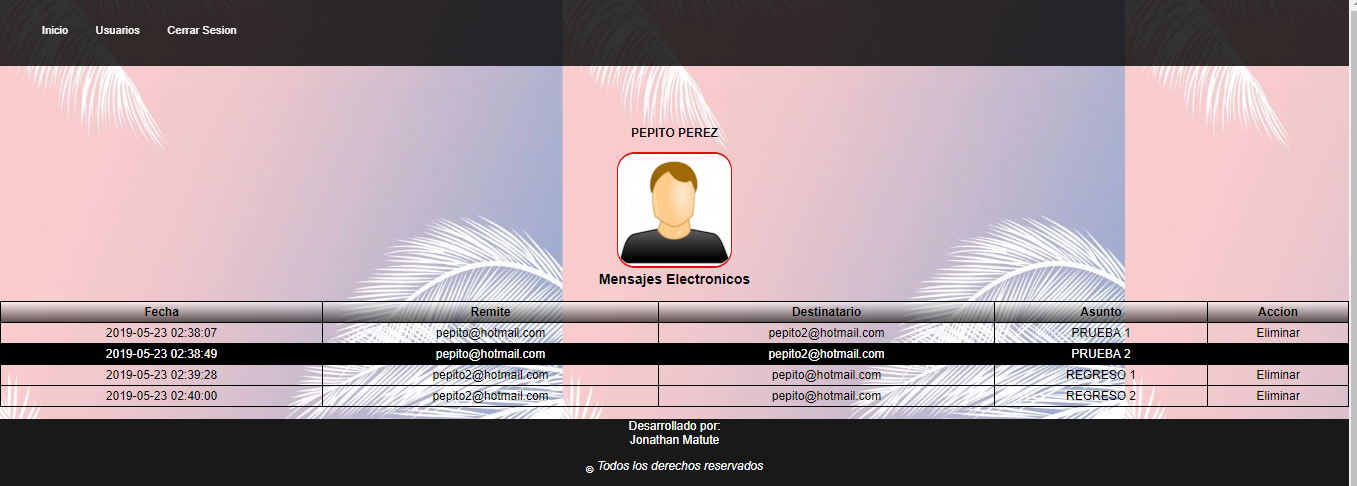 Inicio Usuarios Cerrar Sesion
PEPITO PEREZ
Mensajes Electronicos
Fecha Remite Destinatario Asunto Accion
2019-05-23 02:38:07 pepito@hotmail.com pepito2@hotmail.com PRUEBA 1 Eliminar
2019-05-23 02:38:49 pepito@hotmail.com pepito2@hotmail.com PRUEBA 2
2019-05-23 02:39:28 pepito2@hotmail.com pepito@hotmail.com REGRESO 1 Eliminar
2019-05-23 02:40:00 pepito2@hotmail.com pepito@hotmail.com REGRESO 2 Eliminar
Desarrollado por:
Jonathan Matute
© Todos los derechos reservados